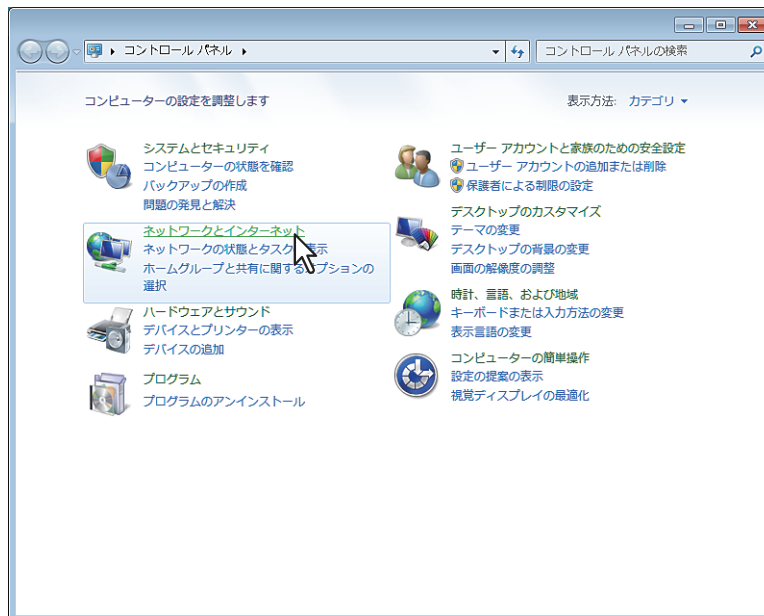 コントロール パネル
コントロール パネルの検索
コンピューターの設定を調整します
表示方法: カテゴリ
システムとセキュリティ
コンピューターの状態を確認
バックアップの作成
問題の発見と解決
ネットワークとインターネット
ネットワークの状態とタスク 表示
ホームグループと共有に関する プションの
選択
ハードウェアとサウンド
デバイスとプリンターの表示
デバイスの追加
プログラム
プログラムのアンインストール
ユーザー アカウントと家族のための安全設定
ユーザー アカウントの追加または削除
保護者による制限の設定
デスクトップのカスタマイズ
テーマの変更
デスクトップの背景の変更
画面の解像度の調整
時計、言語、および地域
キーボードまたは入力方法の変更
表示言語の変更
コンピューターの簡単操作
設定の提案の表示
視覚ディスプレイの最適化